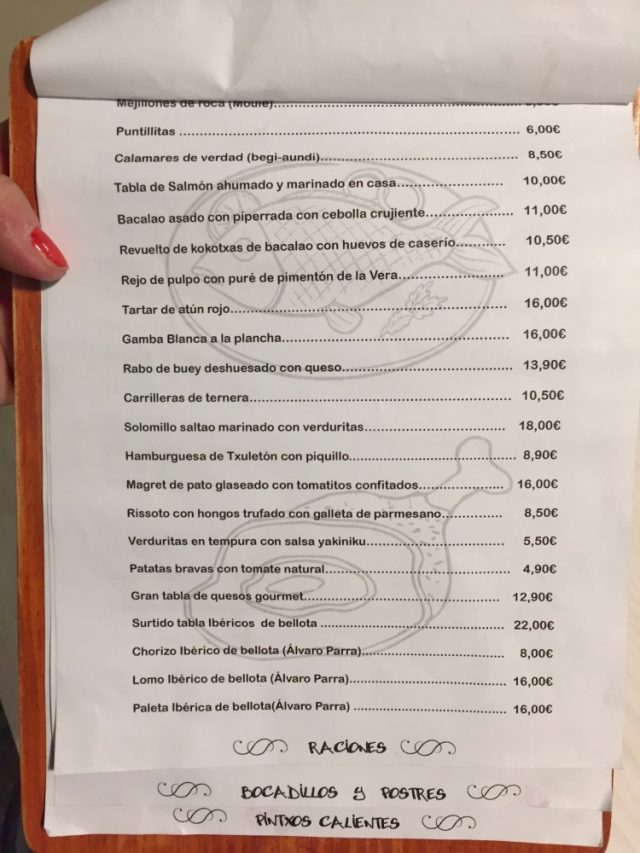 Mejillones de roca (Moule)
Puntillitas ........................................................................ 6,00€
Calamares de verdad (begi-aundi)............................................ 8,50€
Tabla de Salmón ahumado y marinado en casa........................ 10,00€
Bacalao asado con piperrada con cebolla crujiente................... 11,00€
Revuelto de kokotxas de bacalao con huevos de caserío........... 10,50€
Rejo de pulpo con puré de pimentón de la Vera........................ 11,00€
Tartar de atún rojo............................................................... 16,00€
Gamba Blanca a la plancha.................................................... 16,00€
Rabo de buey deshuesado con queso..................................... 13,90€
Carrilleras de ternera............................................................ 10,50€
Solomillo saltao marinado con verduritas................................ 18,00€
Hamburguesa de Txuletón con piquillo.................................... 8,90€
Magret de pato glaseado con tomatitos confitados................... 16,00€
Rissoto con hongos trufado con galleta de parmesano.............. 8,50€
Verduritas en tempura con salsa yakiniku................................ 5,50€
Patatas bravas con tomate natural.......................................... 4,90€
Gran tabla de quesos gourmet................................................ 12,90€
Surtido tabla Ibéricos de bellota ............................................ 22,00€
Chorizo Ibérico de bellota (Álvaro Parra).................................. 8,00€
Lomo Ibérico de bellota (Álvaro Parra)..................................... 16,00€
Paleta Ibérica de bellota(Álvaro Parra) .................................... 16,00€
RACIONES
BOCADILLOS y POSTRES
PINTXOS CALIENTES